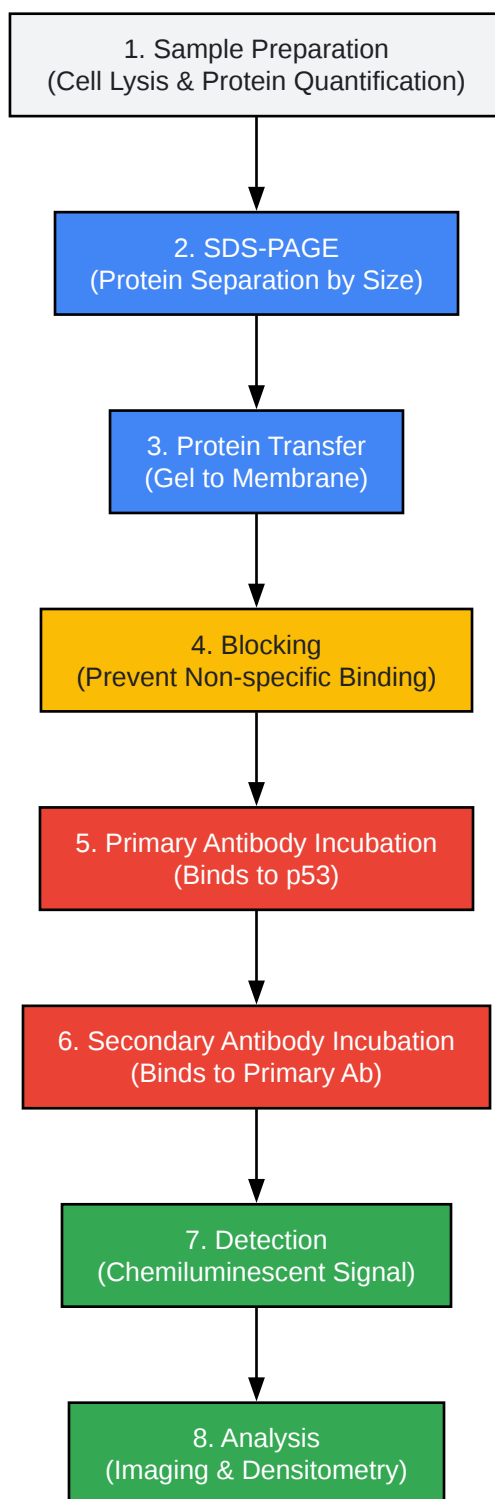 1. Sample Preparation
(Cell Lysis & Protein Quantification)
2. SDS-PAGE
(Protein Separation by Size)
3. Protein Transfer
(Gel to Membrane)
4. Blocking
(Prevent Non-specific Binding)
5. Primary Antibody Incubation
(Binds to p53)
6. Secondary Antibody Incubation
(Binds to Primary Ab)
7. Detection
(Chemiluminescent Signal)
8. Analysis
(Imaging & Densitometry)